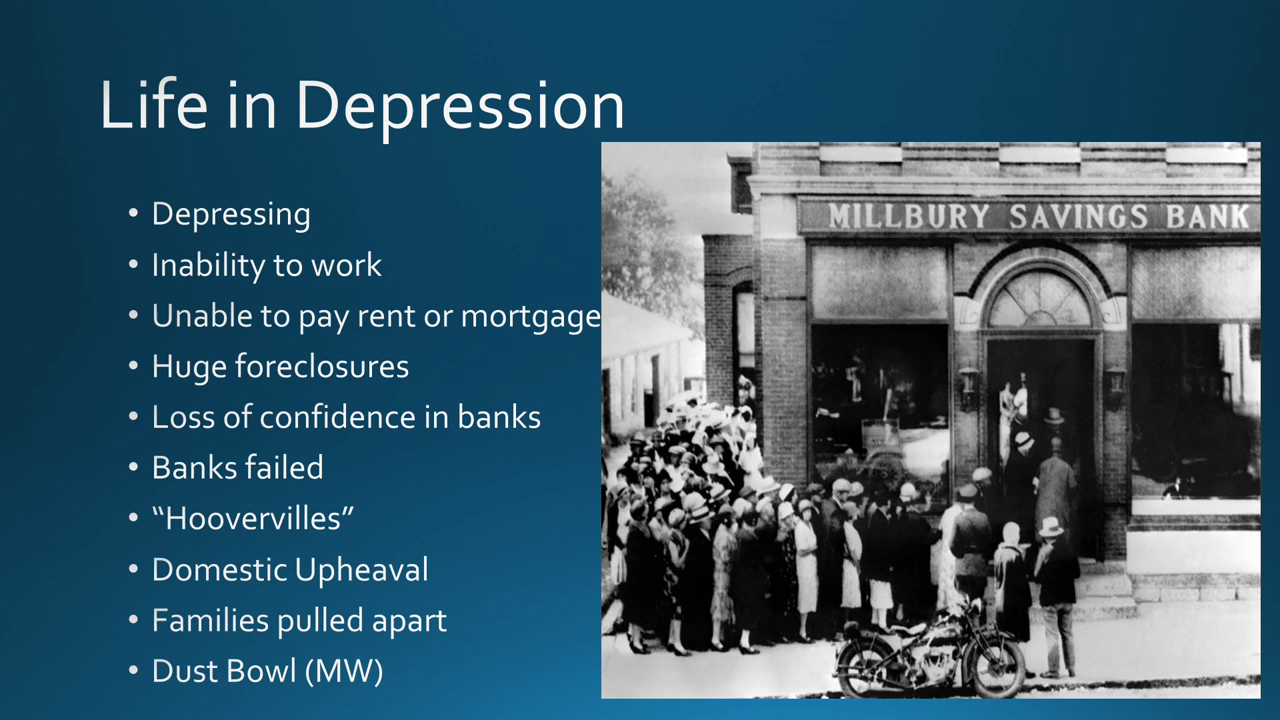 Life in Depression
• Depressing
• Inability to work
• Unable to pay rent or mortgage
• Huge foreclosures
• Loss of confidence in banks
• Banks failed
• “Hoovervilles”
• Domestic Upheaval
• Families pulled apart
• Dust Bowl (MW)
MILLBURY SAVINGS BANK